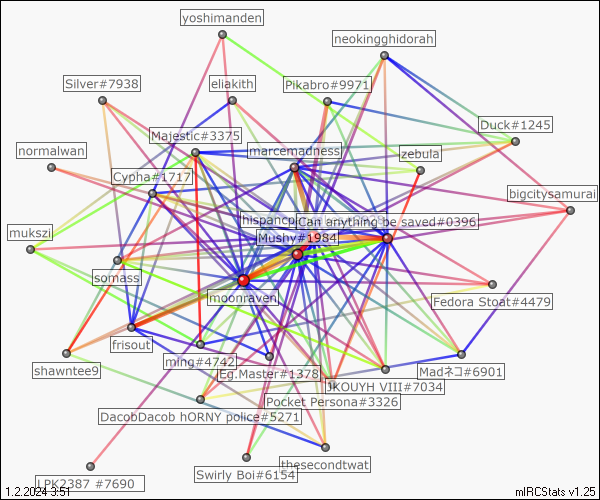 yoshimanden
neokingghidorah
Silver#7938
eliakith
Pikabro#9971
Duck#1245
Majestic#3375
marcemadness
zebula
normalwan
Cypha#1717
bigcitysamurai
hispancp
Can anything be saved#0396
mukszi
Mushy#1984
somass
moonraven
Fedora Stoat#4479
frisout
ming#4742
shawntee9
Eg.Master#1378
Madネコ#6901
JKOUYH VIII#7034
Pocket Persona#3326
DacobDacob hORNY police#5271
thesecondtwat
Swirly Boi#6154
LPK2387 #7690
1.2.2024 3:51
mIRCStats v1.25